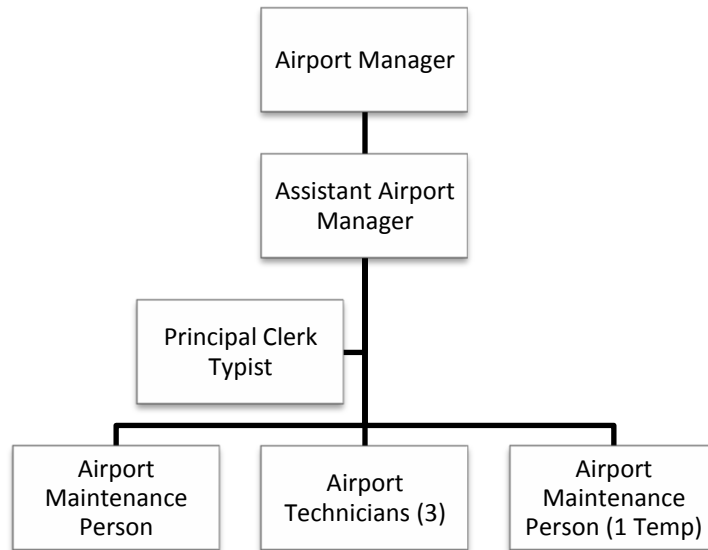 Airport Manager
Assistant Airport
Manager
Principal Clerk
Typist
Airport
Maintenance
Person
Airport
Technicians (3)
Airport
Maintenance
Person (1 Temp)